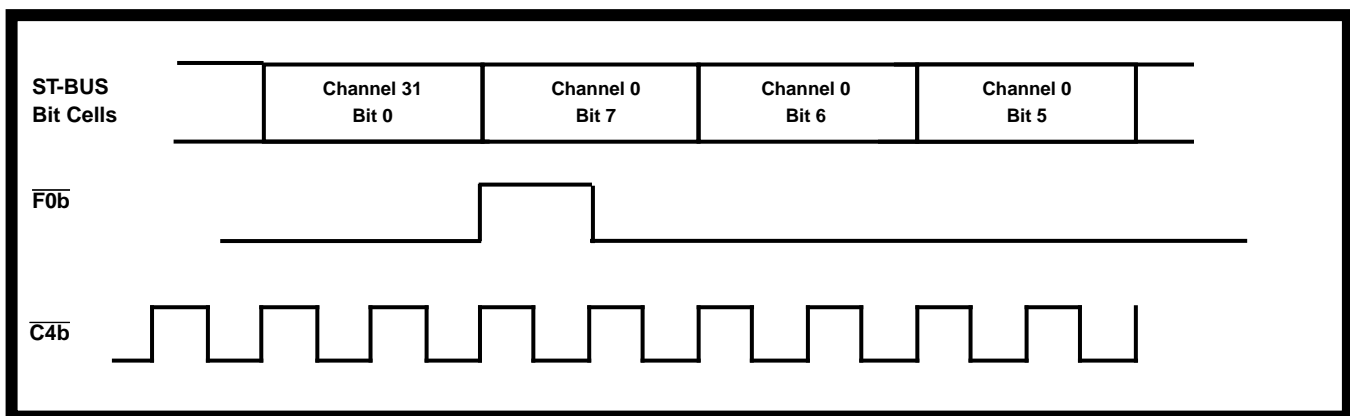 ST-BUS
Bit Cells
Channel 31
Bit 0
Channel 0
Bit 7
Channel 0
Bit 6
Channel 0
Bit 5
F0b
C4b